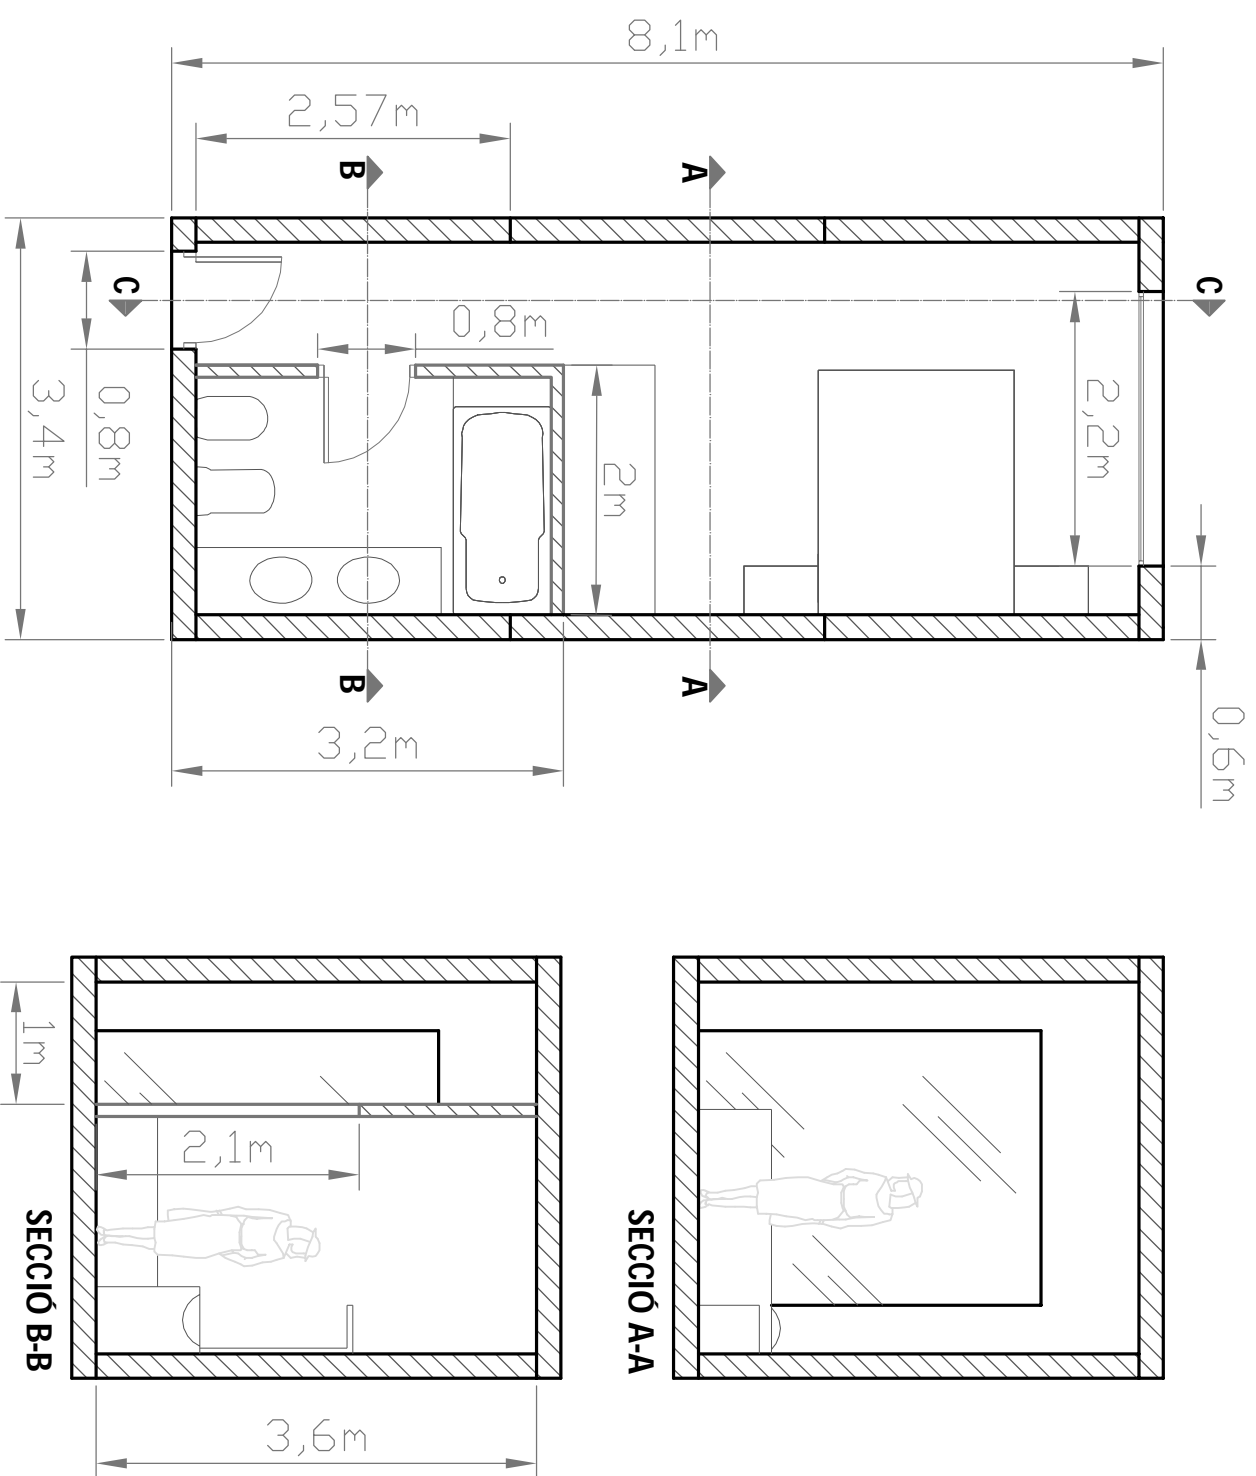 8,1m
2,57m
B
A
C
C
0,8m
2,2m
0,8m
3,4m
2m
B
A
0,6m
3,2m
1m
2,1m
SECCIÓ B-B
SECCIÓ A-A
3,6m